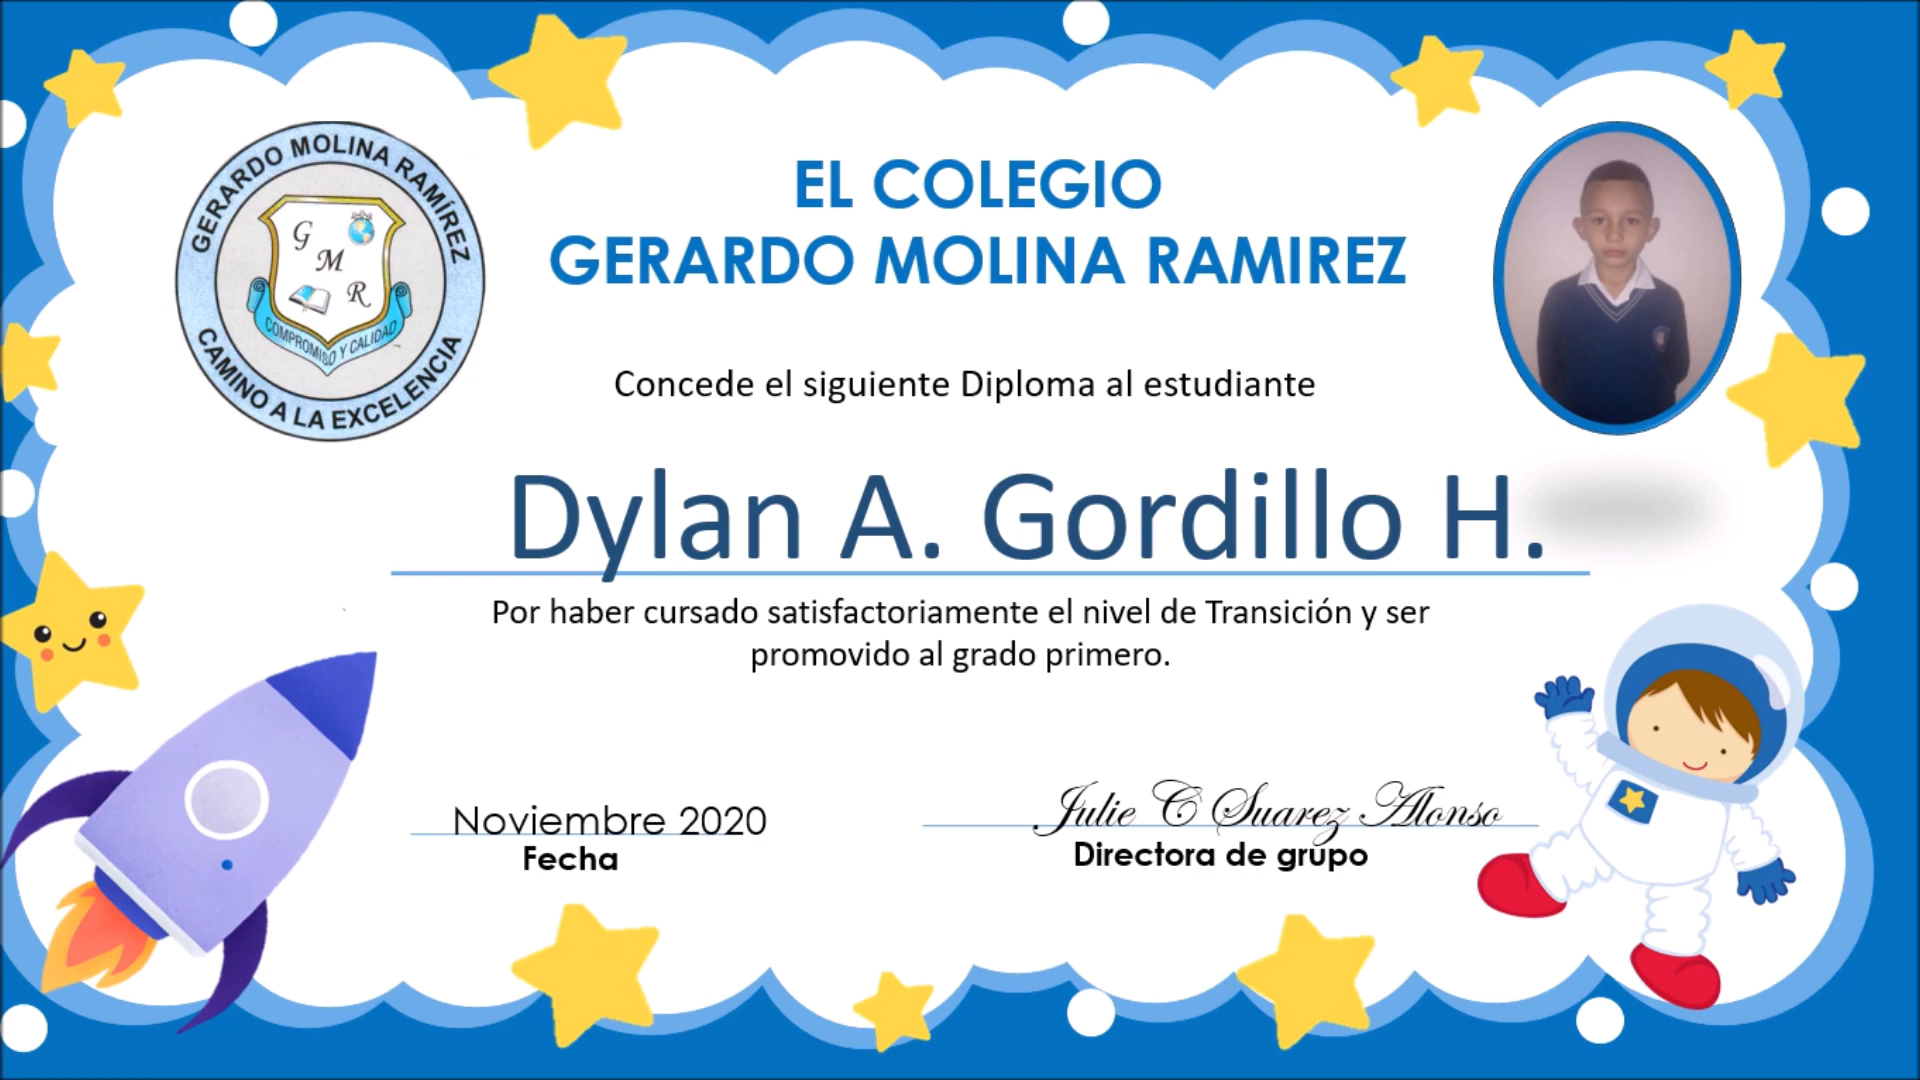 GERARDO MOLINA RAMÍREZ
G
M
R
COMPROMISO Y CALIDAD
CAMINO A LA EXCELENCIA
EL COLEGIO
GERARDO MOLINA RAMIREZ
Concede el siguiente Diploma al estudiante
Dylan A. Gordillo H.
Por haber cursado satisfactoriamente el nivel de Transición y ser
promovido al grado primero.
Noviembre 2020
Fecha
Julie C Suarez Alonso
Directora de grupo